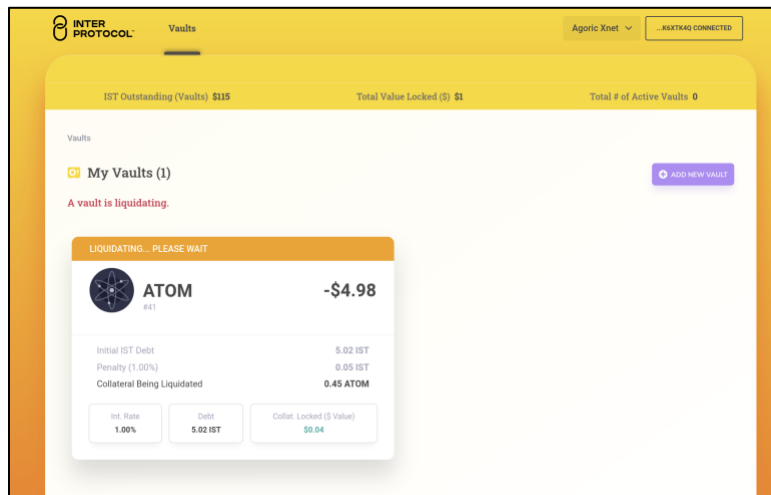 INTER PROTOCOL
Vaults
Agoric Xnet
...K6XTK4Q CONNECTED
IST Outstanding (Vaults) $115
Total Value Locked ($) $1
Total # of Active Vaults 0
Vaults
My Vaults (1)
ADD NEW VAULT
A vault is liquidating.
LIQUIDATING... PLEASE WAIT
ATOM
-$4.98
#41
Initial IST Debt 5.02 IST
Penalty (1.00%) 0.05 IST
Collateral Being Liquidated 0.45 ATOM
Int. Rate
1.00%
Debt
5.02 IST
Collat. Locked ($ Value)
$0.04